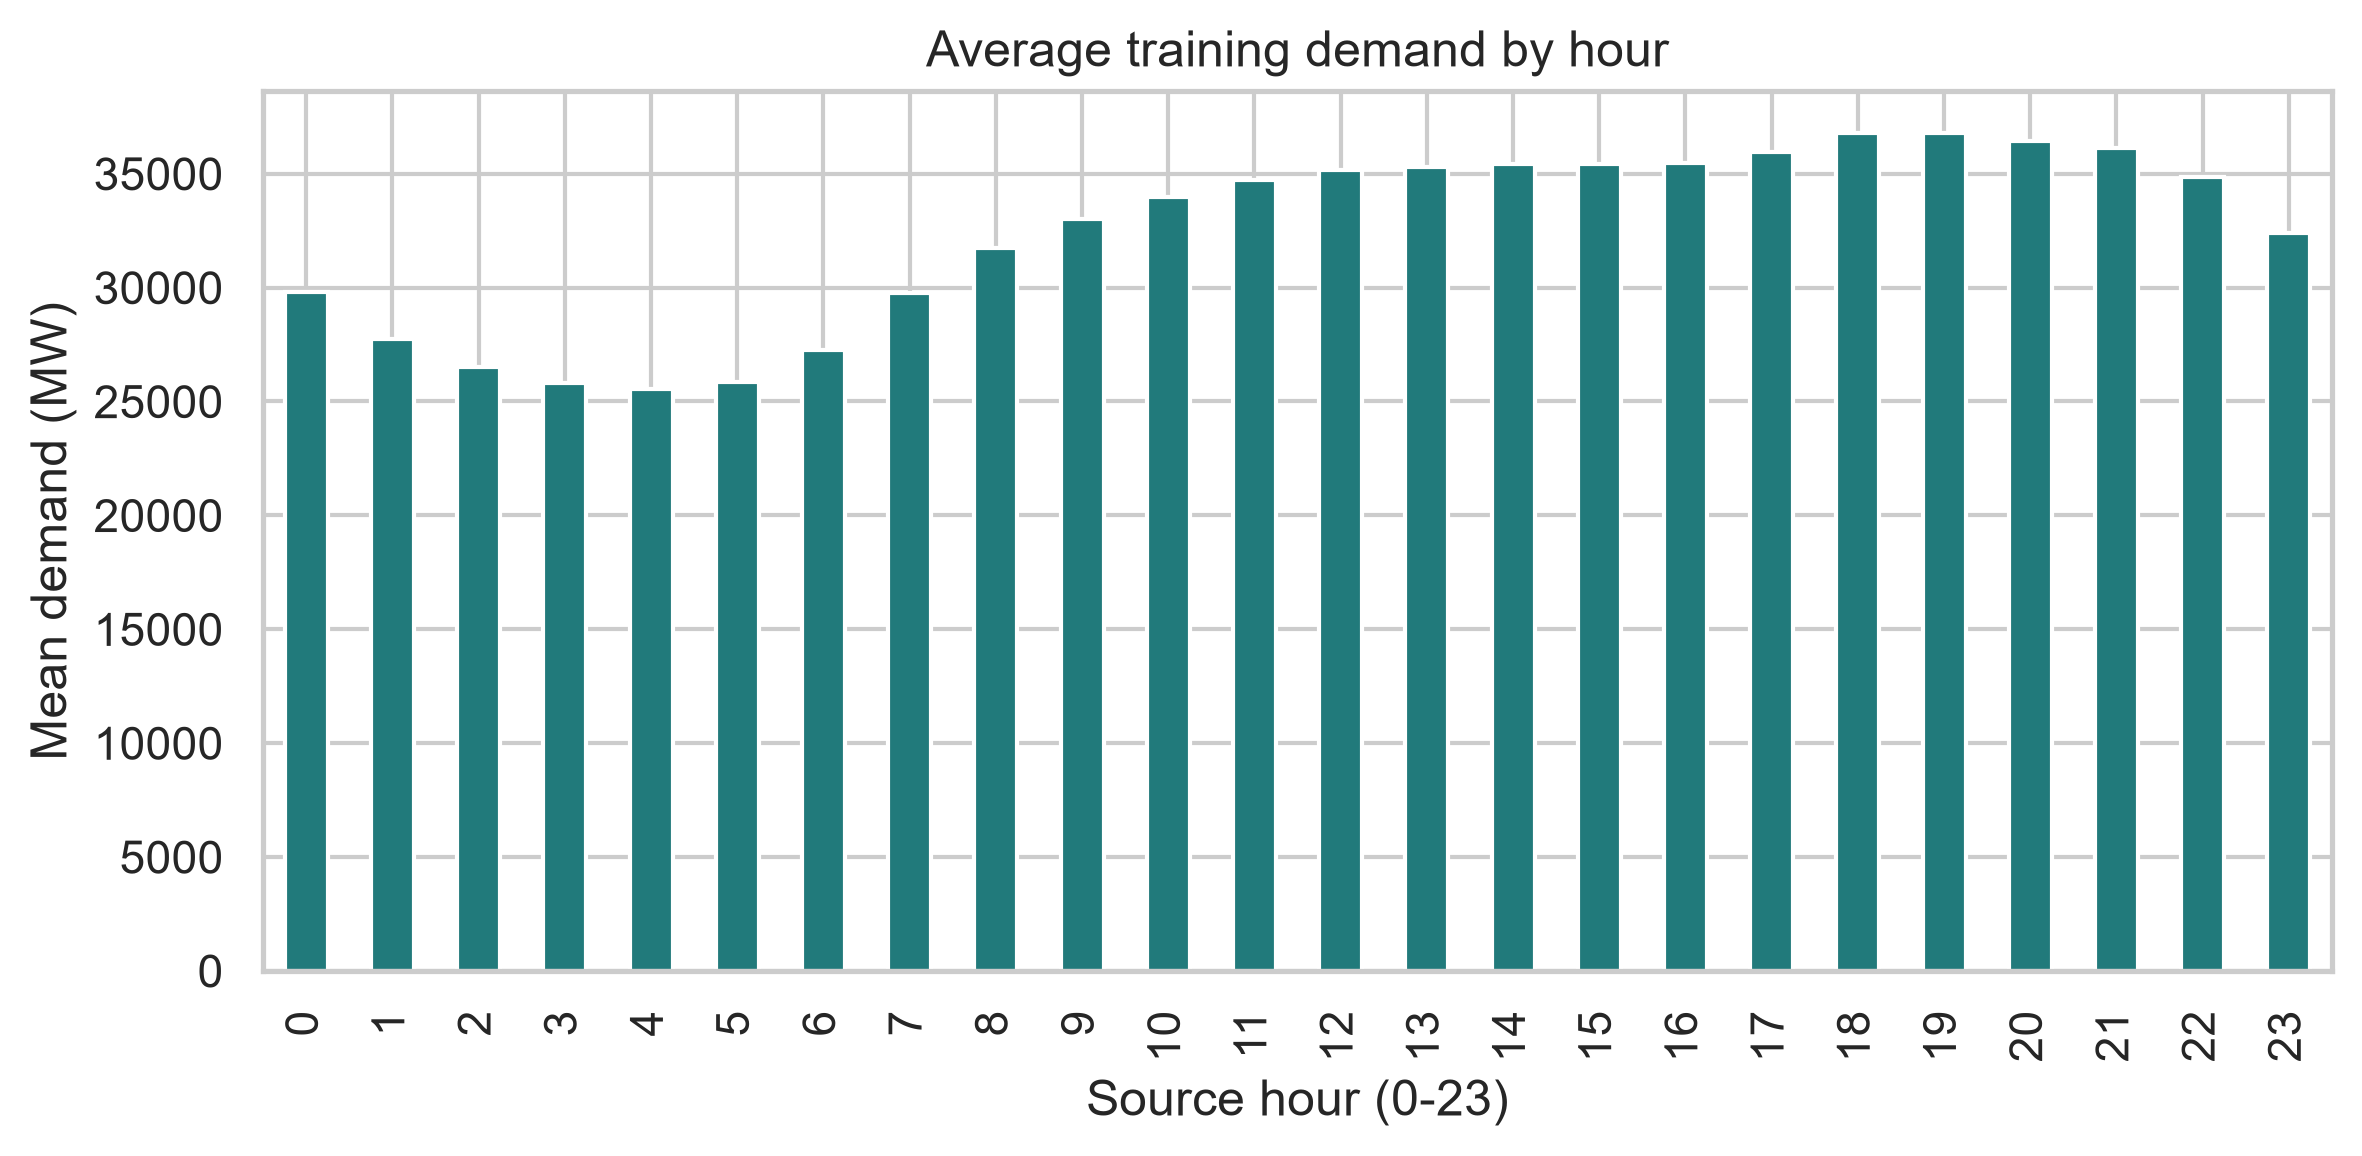 Average training demand by hour
Mean demand (MW)
35000
30000
25000
20000
15000
10000
5000
0
0 1 2 3 4 5 6 7 8 9 10 11 12 13 14 15 16 17 18 19 20 21 22 23
Source hour (0-23)